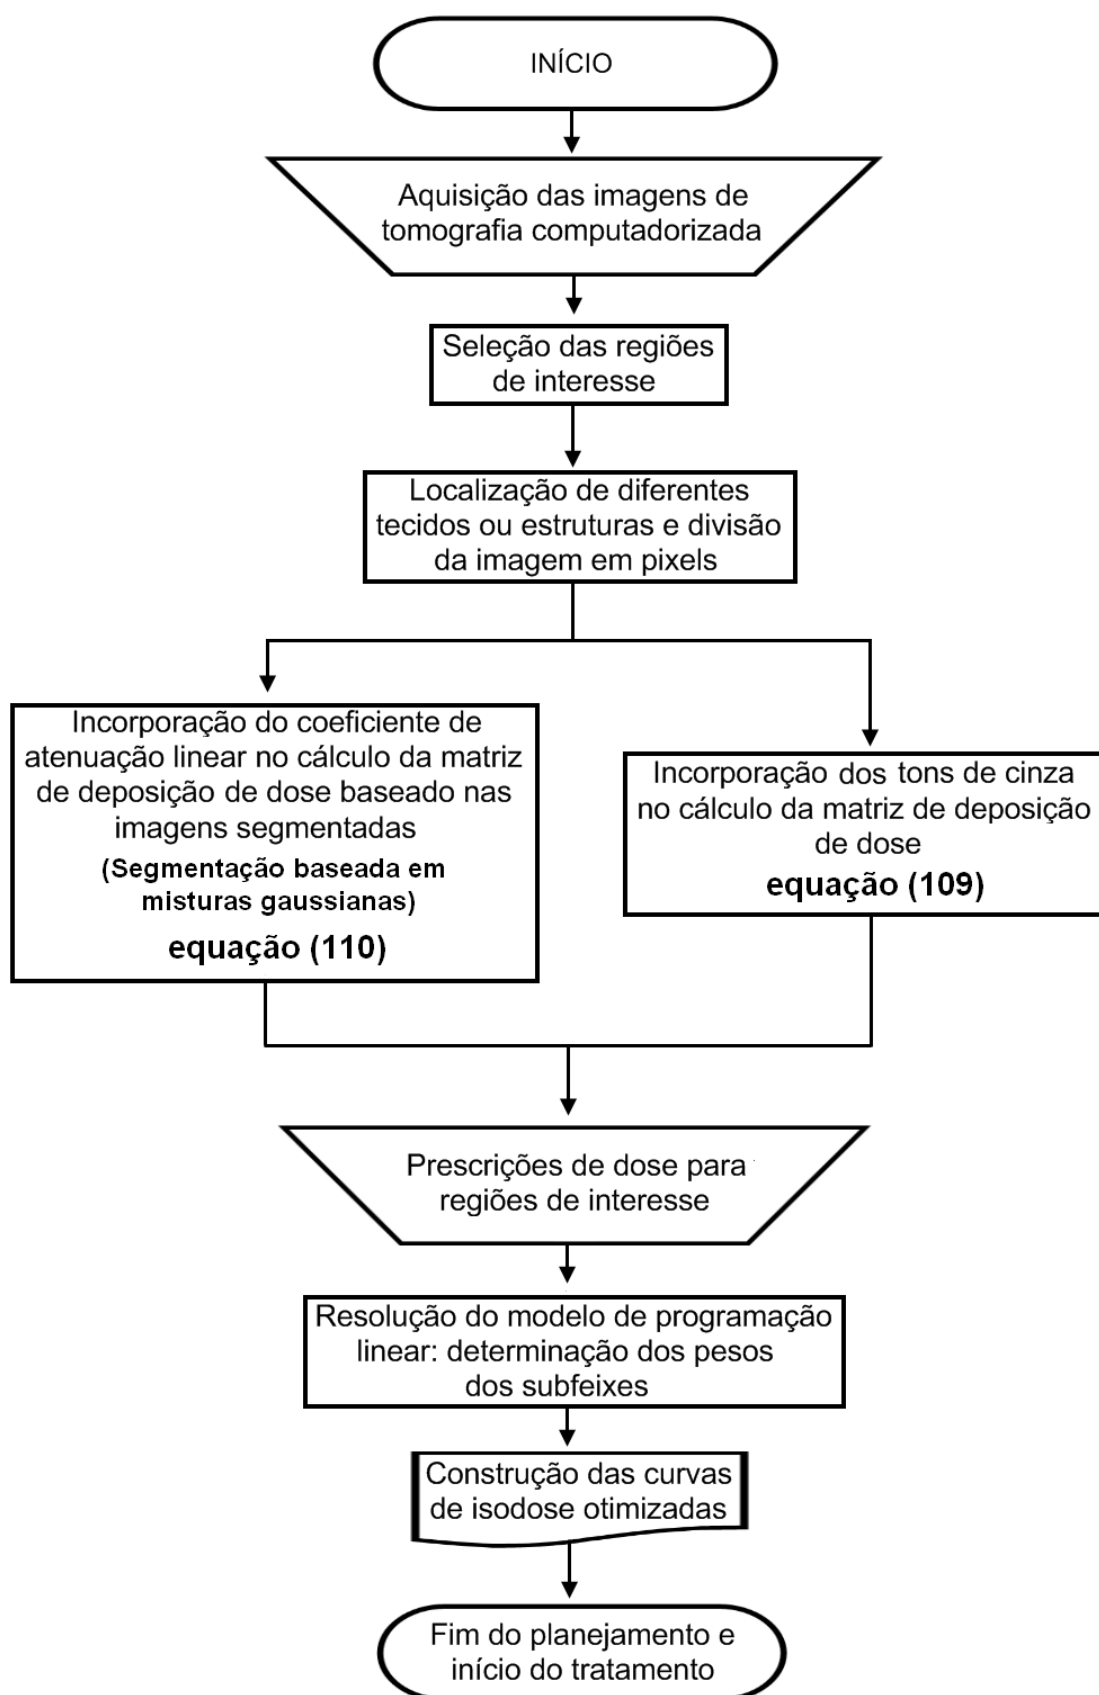 INÍCIO
Aquisição das imagens de
tomografia computadorizada
Seleção das regiões
de interesse
Localização de diferentes
tecidos ou estruturas e divisão
da imagem em pixels
Incorporação do coeficiente de
atenuação linear no cálculo da matriz
de deposição de dose baseado nas
imagens segmentadas
(Segmentação baseada em
misturas gaussianas)
equação (110)
Incorporação dos tons de cinza
no cálculo da matriz de deposição
de dose
equação (109)
Prescrições de dose para
regiões de interesse
Resolução do modelo de programação
linear: determinação dos pesos
dos subfeixes
Construção das curvas
de isodose otimizadas
Fim do planejamento e
início do tratamento